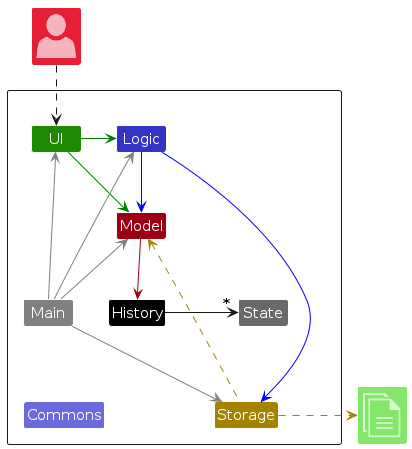 UI
Logic
Model
*
Main
History
State
Commons
Storage